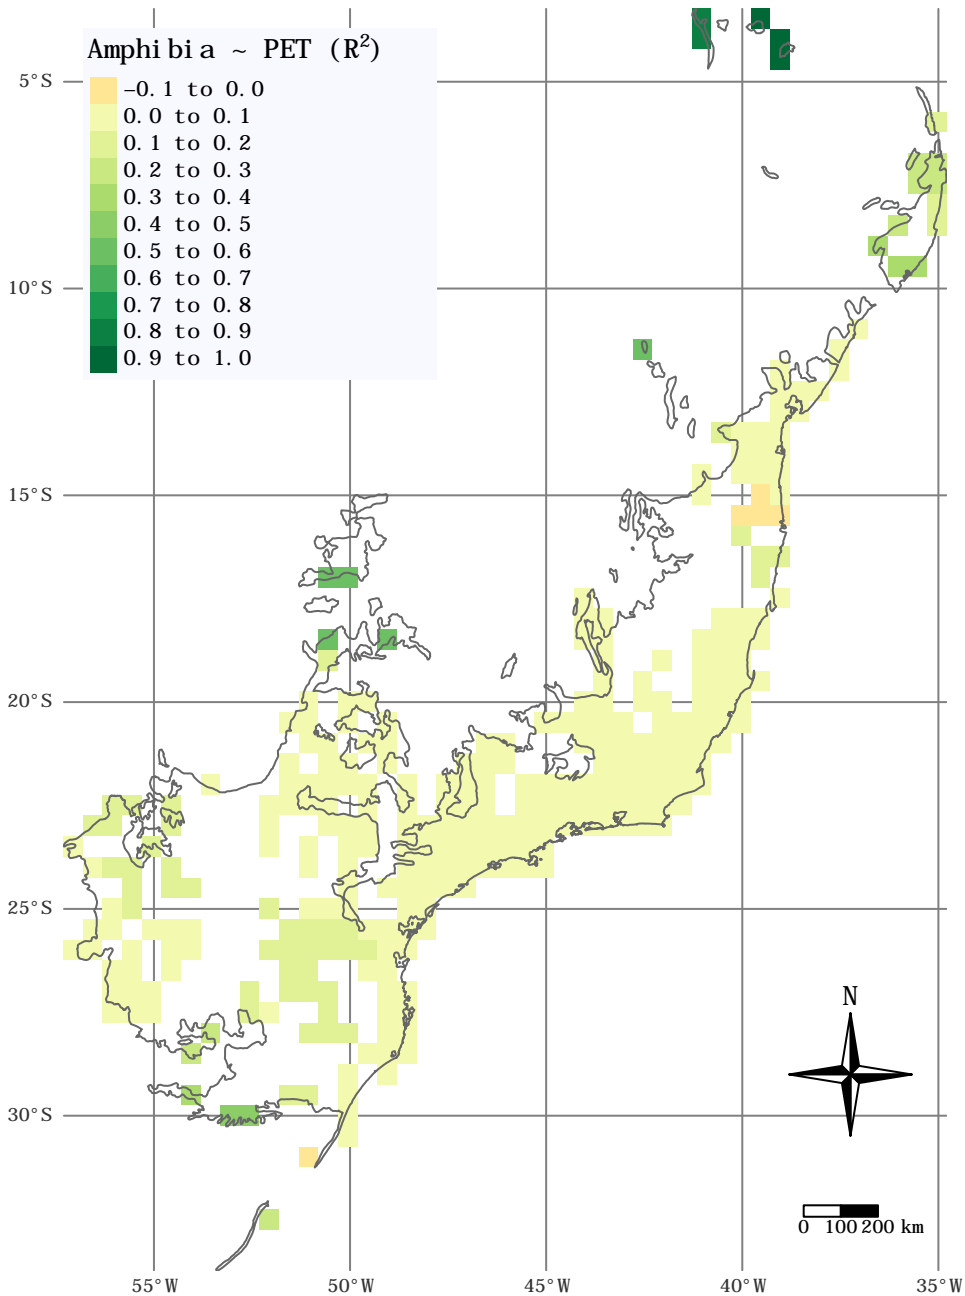 Amphibia ~ PET (R²)
−0.1 to 0.0
0.0 to 0.1
0.1 to 0.2
0.2 to 0.3
0.3 to 0.4
0.4 to 0.5
0.5 to 0.6
0.6 to 0.7
0.7 to 0.8
0.8 to 0.9
0.9 to 1.0
5°S
10°S
15°S
20°S
25°S
30°S
N
0 100 200 km
55°W 50°W 45°W 40°W 35°W